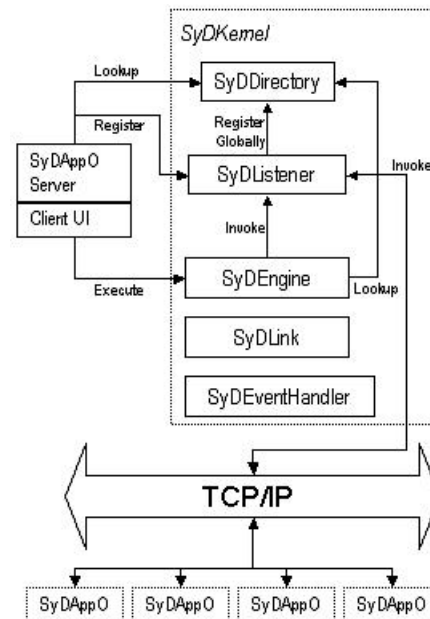 SyDKernel
Lookup
SyDDirectory
Register
Register
Globally
SyDAppO
Server
SyDListener
Invoke
Client UI
Invoke
SyDEngine
Execute
Lookup
SyDLink
SyDEventHandler
TCP/IP
SyDAppO
SyDAppO
SyDAppO
SyDAppO